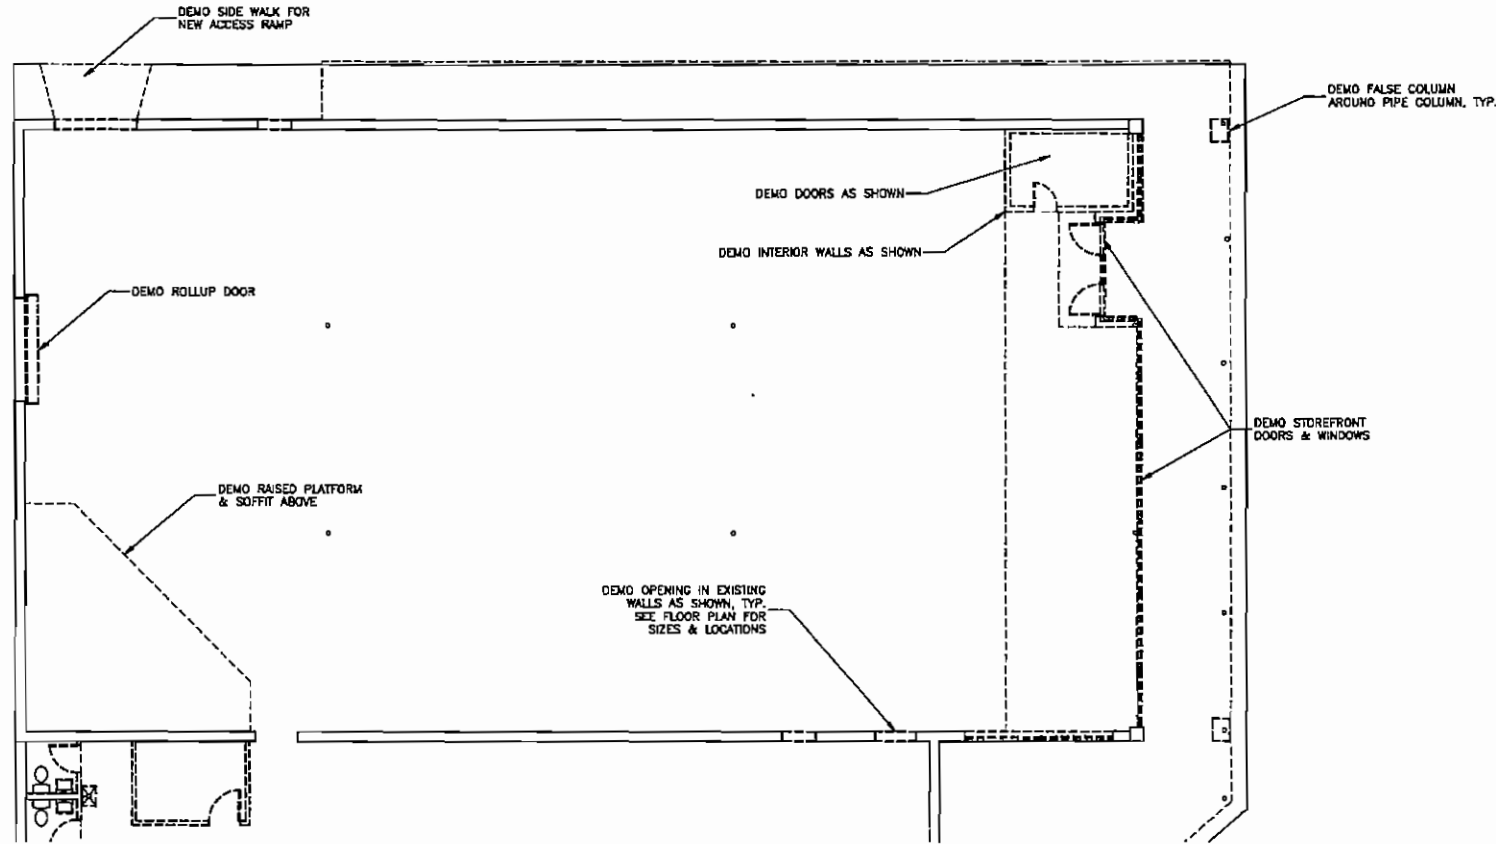 DEMO SIDE WALK FOR
NEW ACCESS RAMP
DEMO FALSE COLUMN
AROUND PIPE COLUMN, TYP.
DEMO DOORS AS SHOWN
DEMO INTERIOR WALLS AS SHOWN
DEMO ROLLUP DOOR
DEMO STOREFRONT
DOORS & WINDOWS
DEMO RAISED PLATFORM
& SOFFIT ABOVE
DEMO OPENING IN EXISTING
WALLS AS SHOWN, TYP.
SEE FLOOR PLAN FOR
SIZES & LOCATIONS